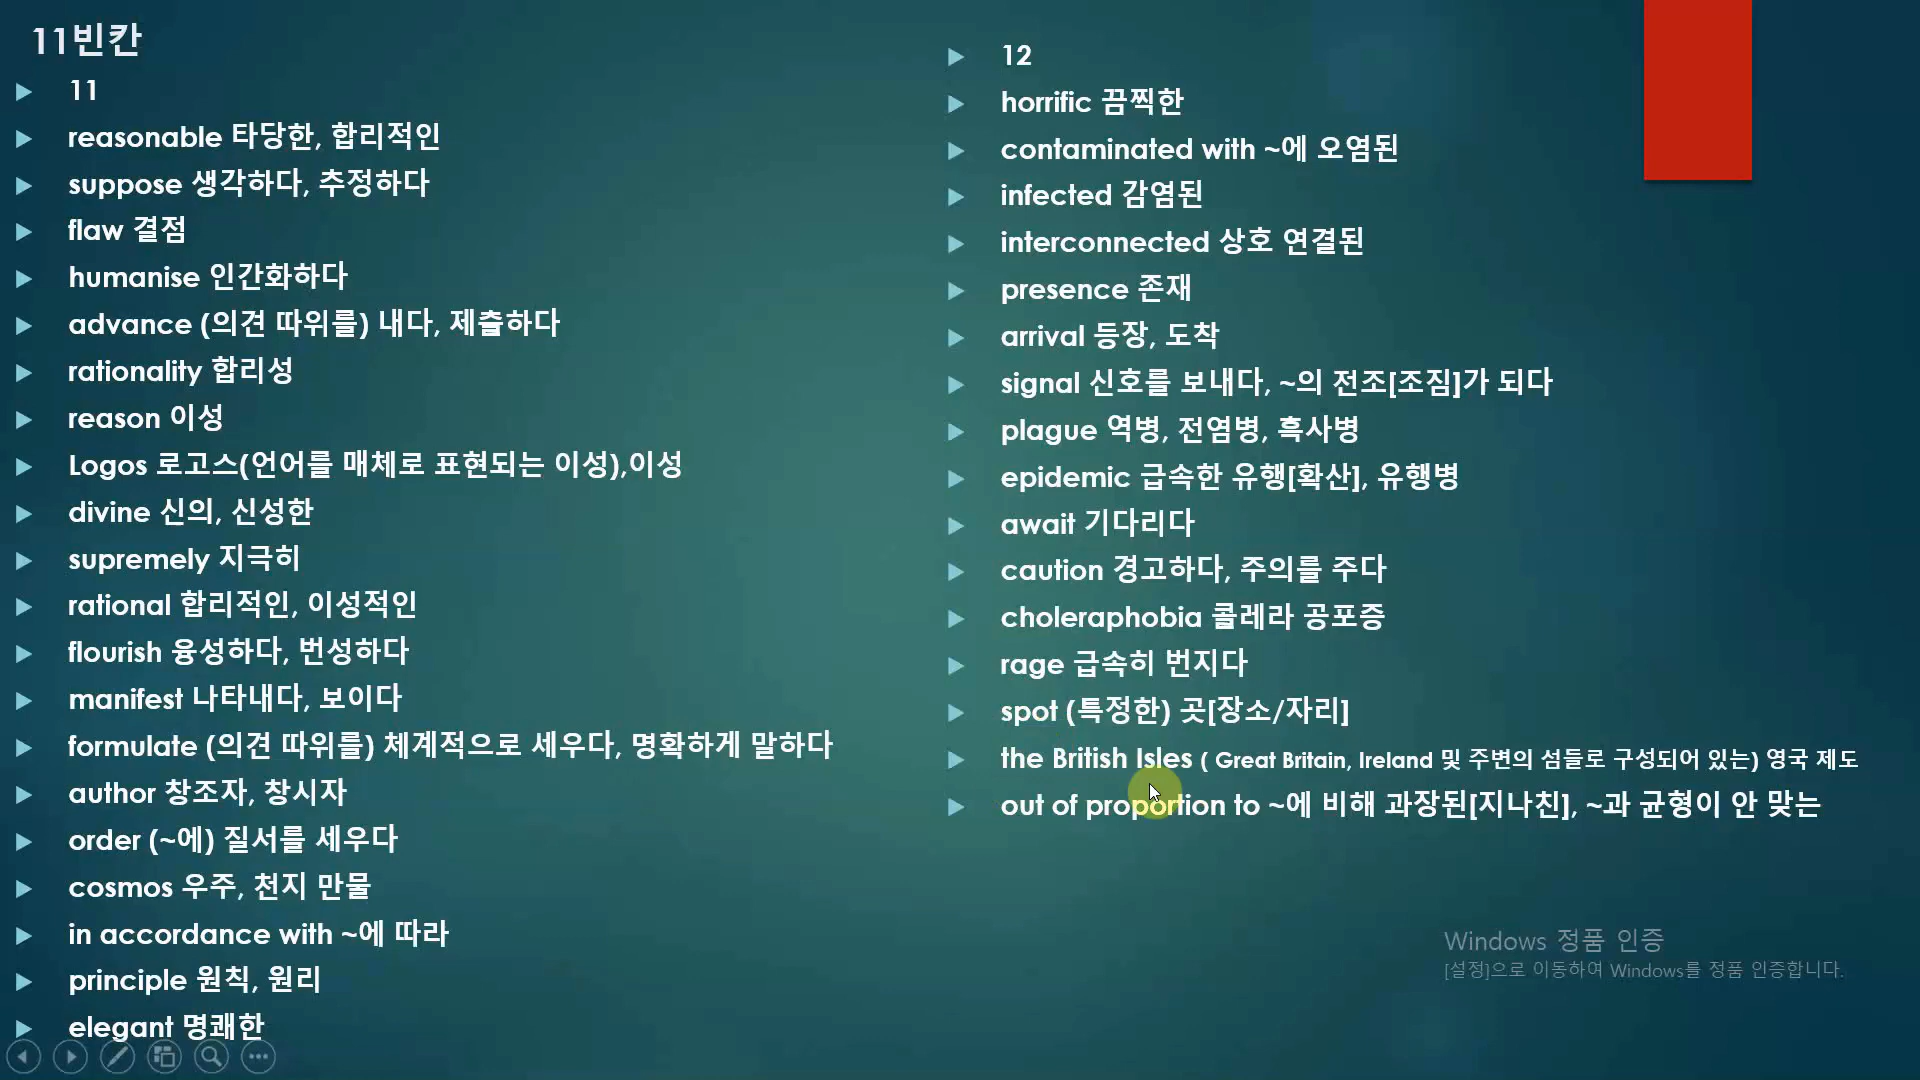 11빈칸
11
reasonable 타당한, 합리적인
suppose 생각하다, 추정하다
flaw 결점
humanise 인간화하다
advance (의견 따위를) 내다, 제출하다
rationality 합리성
reason 이성
Logos 로고스(언어를 매체로 표현되는 이성),이성
divine 신의, 신성한
supremely 지극히
rational 합리적인, 이성적인
flourish 융성하다, 번성하다
manifest 나타내다, 보이다
formulate (의견 따위를) 체계적으로 세우다, 명확하게 말하다
author 창조자, 창시자
order (~에) 질서를 세우다
cosmos 우주, 천지 만물
in accordance with ~에 따라
principle 원칙, 원리
elegant 명쾌한
12
horrific 끔찍한
contaminated with ~에 오염된
infected 감염된
interconnected 상호 연결된
presence 존재
arrival 등장, 도착
signal 신호를 보내다, ~의 전조[조짐]가 되다
plague 역병, 전염병, 흑사병
epidemic 급속한 유행[확산], 유행병
await 기다리다
caution 경고하다, 주의를 주다
choleraphobia 콜레라 공포증
rage 급속히 번지다
spot (특정한) 곳[장소/자리]
the British Isles ( Great Britain, Ireland 및 주변의 섬들로 구성되어 있는) 영국 제도
out of proportion to ~에 비해 과장된[지나친], ~과 균형이 안 맞는
Windows 정품 인증
[설정]으로 이동하여 Windows를 정품 인증합니다.